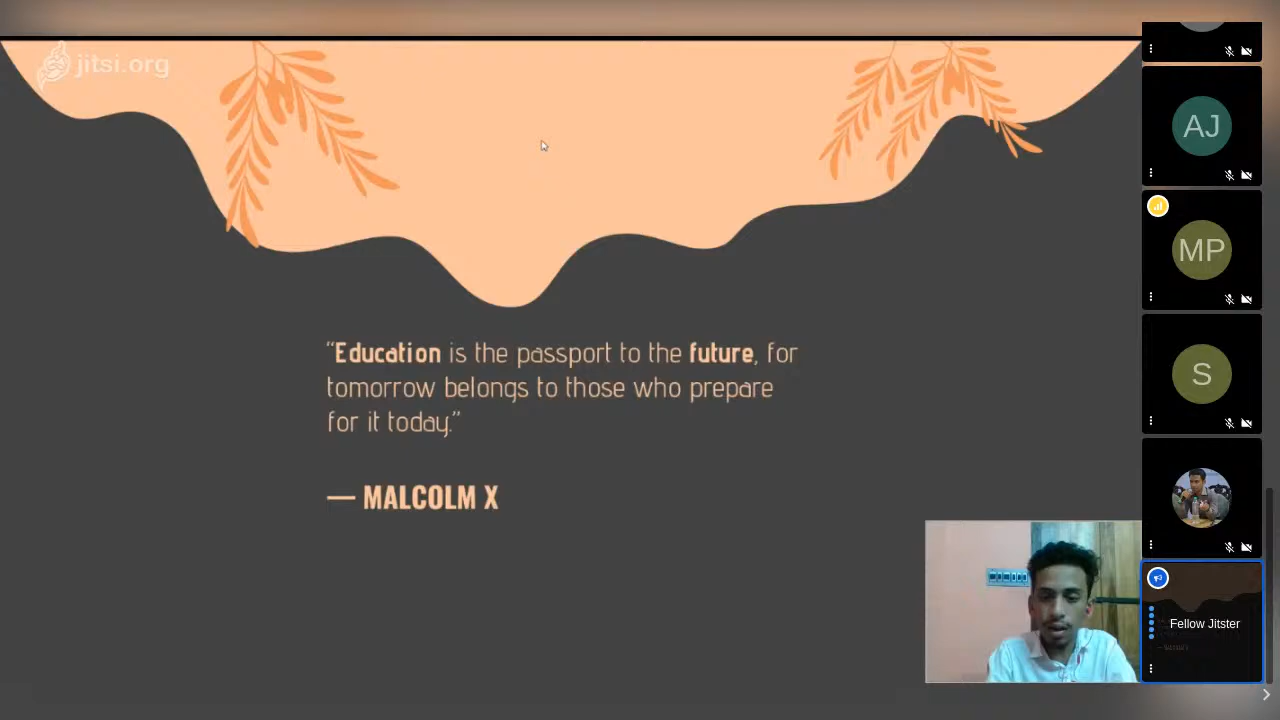 jitsi.org
“Education is the passport to the future, for
tomorrow belongs to those who prepare
for it today.”
— MALCOLM X
AJ
MP
S
Fellow Jitster